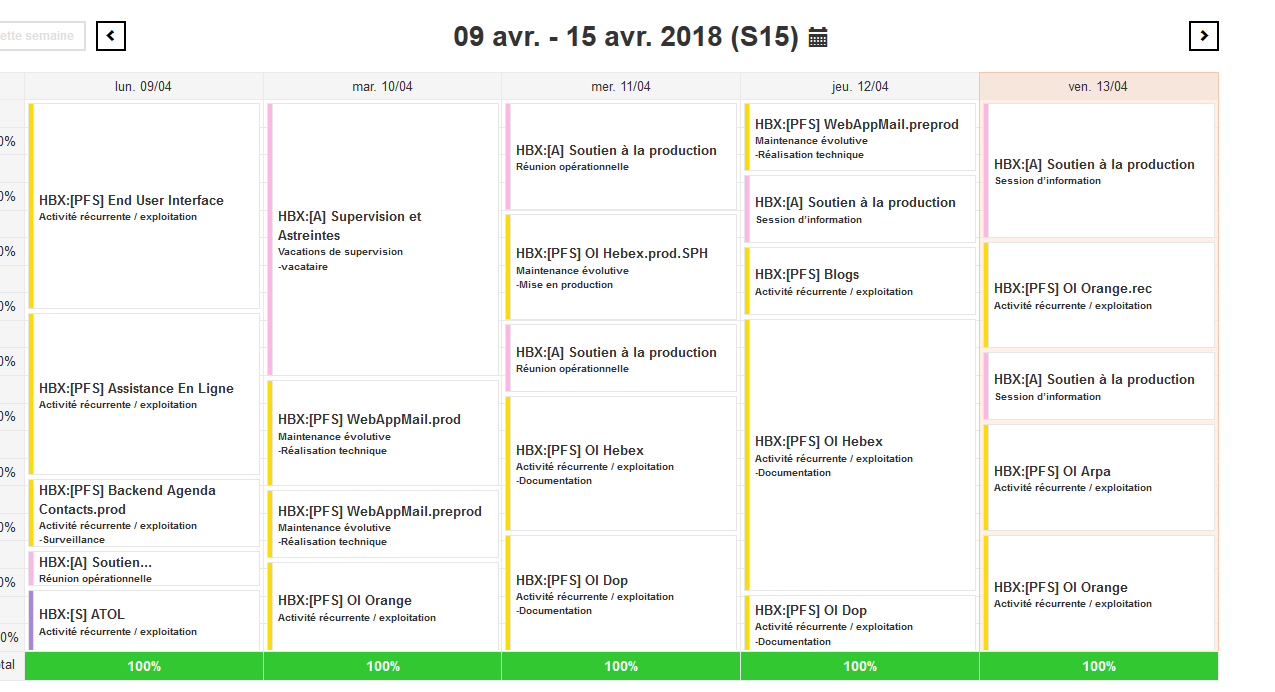 ette semaine
09 avr. - 15 avr. 2018 (S15)
lun. 09/04
mar. 10/04
mer. 11/04
jeu. 12/04
ven. 13/04
0%
0%
0%
0%
0%
0%
0%
0%
0%
0%
HBX:[PFS] End User Interface
Activité récurrente / exploitation
HBX:[PFS] Assistance En Ligne
Activité récurrente / exploitation
HBX:[PFS] Backend Agenda
Contacts.prod
Activité récurrente / exploitation
-Surveillance
HBX:[A] Soutien...
Réunion opérationnelle
HBX:[S] ATOL
Activité récurrente / exploitation
HBX:[A] Supervision et
Astreintes
Vacations de supervision
-vacataire
HBX:[PFS] WebAppMail.prod
Maintenance évolutive
-Réalisation technique
HBX:[PFS] WebAppMail.preprod
Maintenance évolutive
-Réalisation technique
HBX:[PFS] OI Orange
Activité récurrente / exploitation
HBX:[A] Soutien à la production
Réunion opérationnelle
HBX:[PFS] OI Hebex.prod.SPH
Maintenance évolutive
-Mise en production
HBX:[A] Soutien à la production
Réunion opérationnelle
HBX:[PFS] OI Hebex
Activité récurrente / exploitation
-Documentation
HBX:[PFS] OI Dop
Activité récurrente / exploitation
-Documentation
HBX:[PFS] WebAppMail.preprod
Maintenance évolutive
-Réalisation technique
HBX:[A] Soutien à la production
Session d'information
HBX:[PFS] Blogs
Activité récurrente / exploitation
HBX:[PFS] OI Hebex
Activité récurrente / exploitation
-Documentation
HBX:[PFS] OI Dop
Activité récurrente / exploitation
-Documentation
HBX:[A] Soutien à la production
Session d'information
HBX:[PFS] OI Orange.rec
Activité récurrente / exploitation
HBX:[A] Soutien à la production
Session d'information
HBX:[PFS] OI Arpa
Activité récurrente / exploitation
HBX:[PFS] OI Orange
Activité récurrente / exploitation
tal
100%
100%
100%
100%
100%